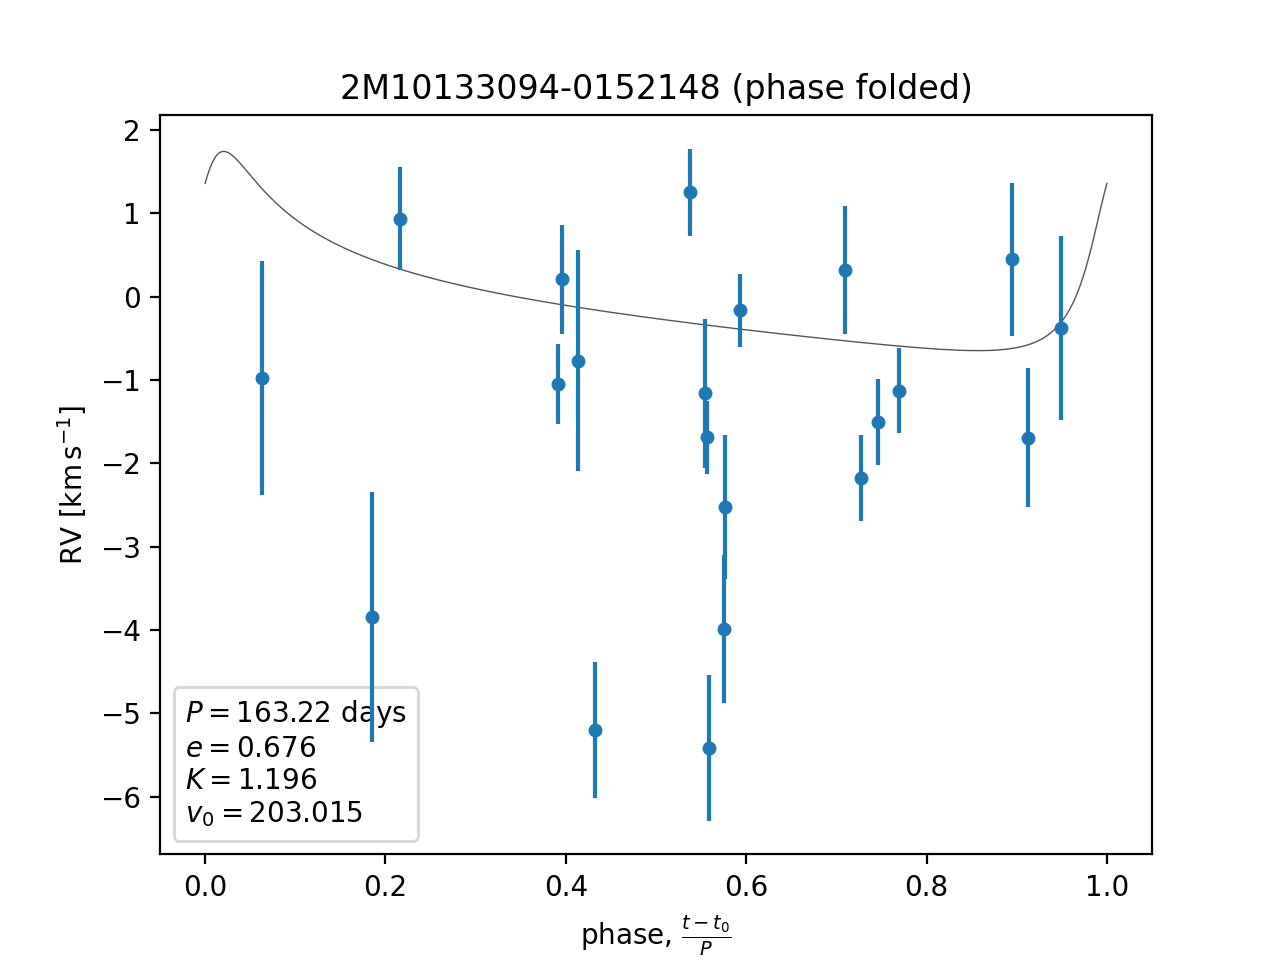 2M10133094-0152148 (phase folded)
2
1
0
−1
−2
−3
−4
−5
−6
RV [km s⁻¹]
P = 163.22 days
e = 0.676
K = 1.196
v₀ = 203.015
0.0 0.2 0.4 0.6 0.8 1.0
phase, (t − t₀)/P